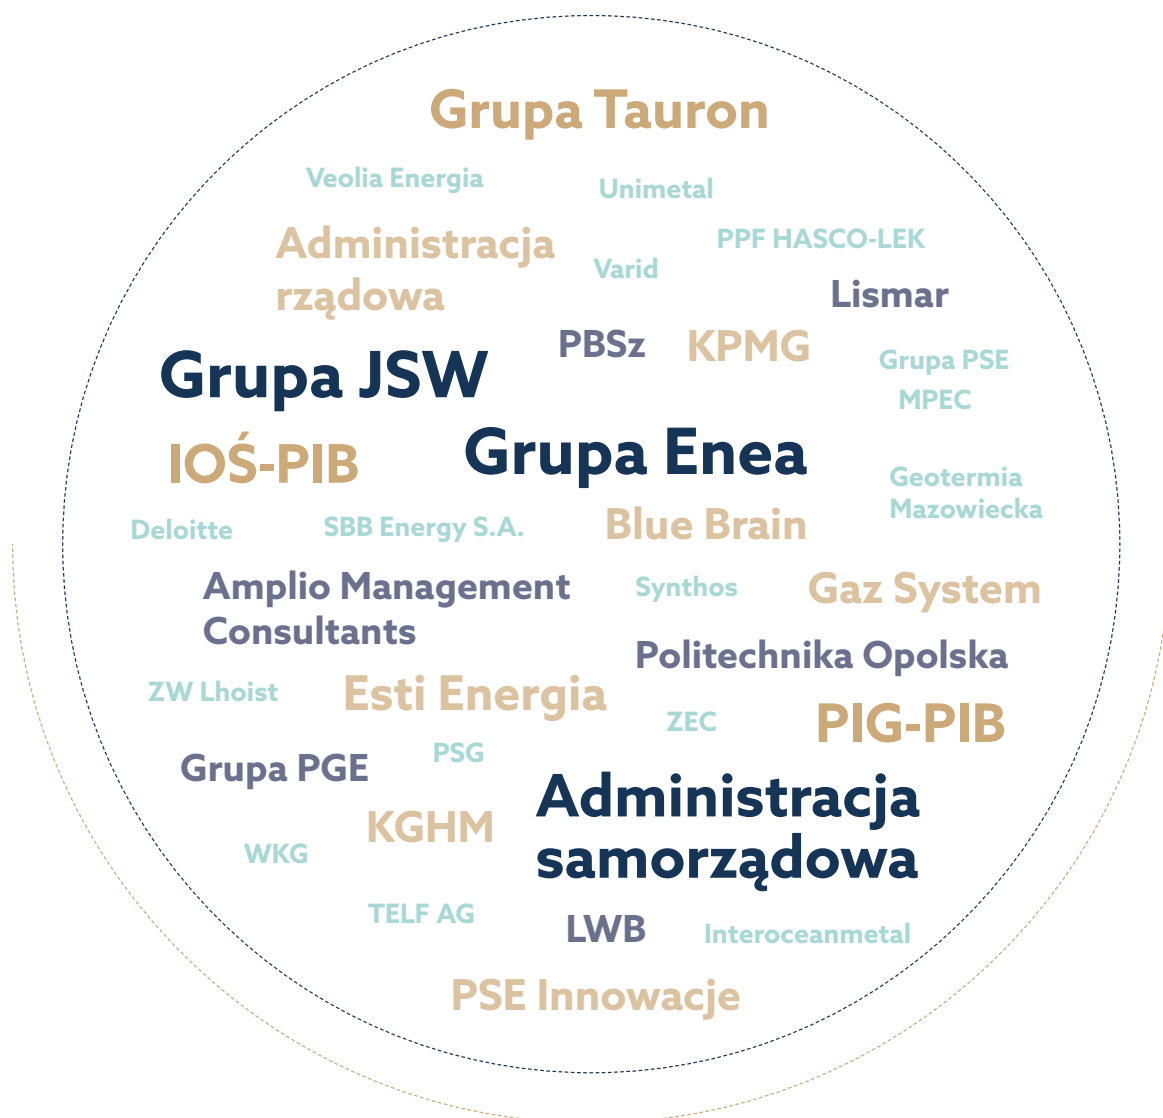 Grupa Tauron
Veolia Energia
Unimetal
Administracja
rządowa
PPF HASCO-LEK
Varid
Lismar
PBSz
KPMG
Grupa JSW
Grupa PSE
MPEC
Grupa Enea
IOŚ-PIB
Geotermia
Mazowiecka
Deloitte
SBB Energy S.A.
Blue Brain
Amplio Management
Consultants
Synthos
Gaz System
Politechnika Opolska
ZW Lhoist
Esti Energia
ZEC
PIG-PIB
Grupa PGE
PSG
Administracja
samorządowa
KGHM
WKG
TELF AG
LWB
Interoceanmetal
PSE Innowacje